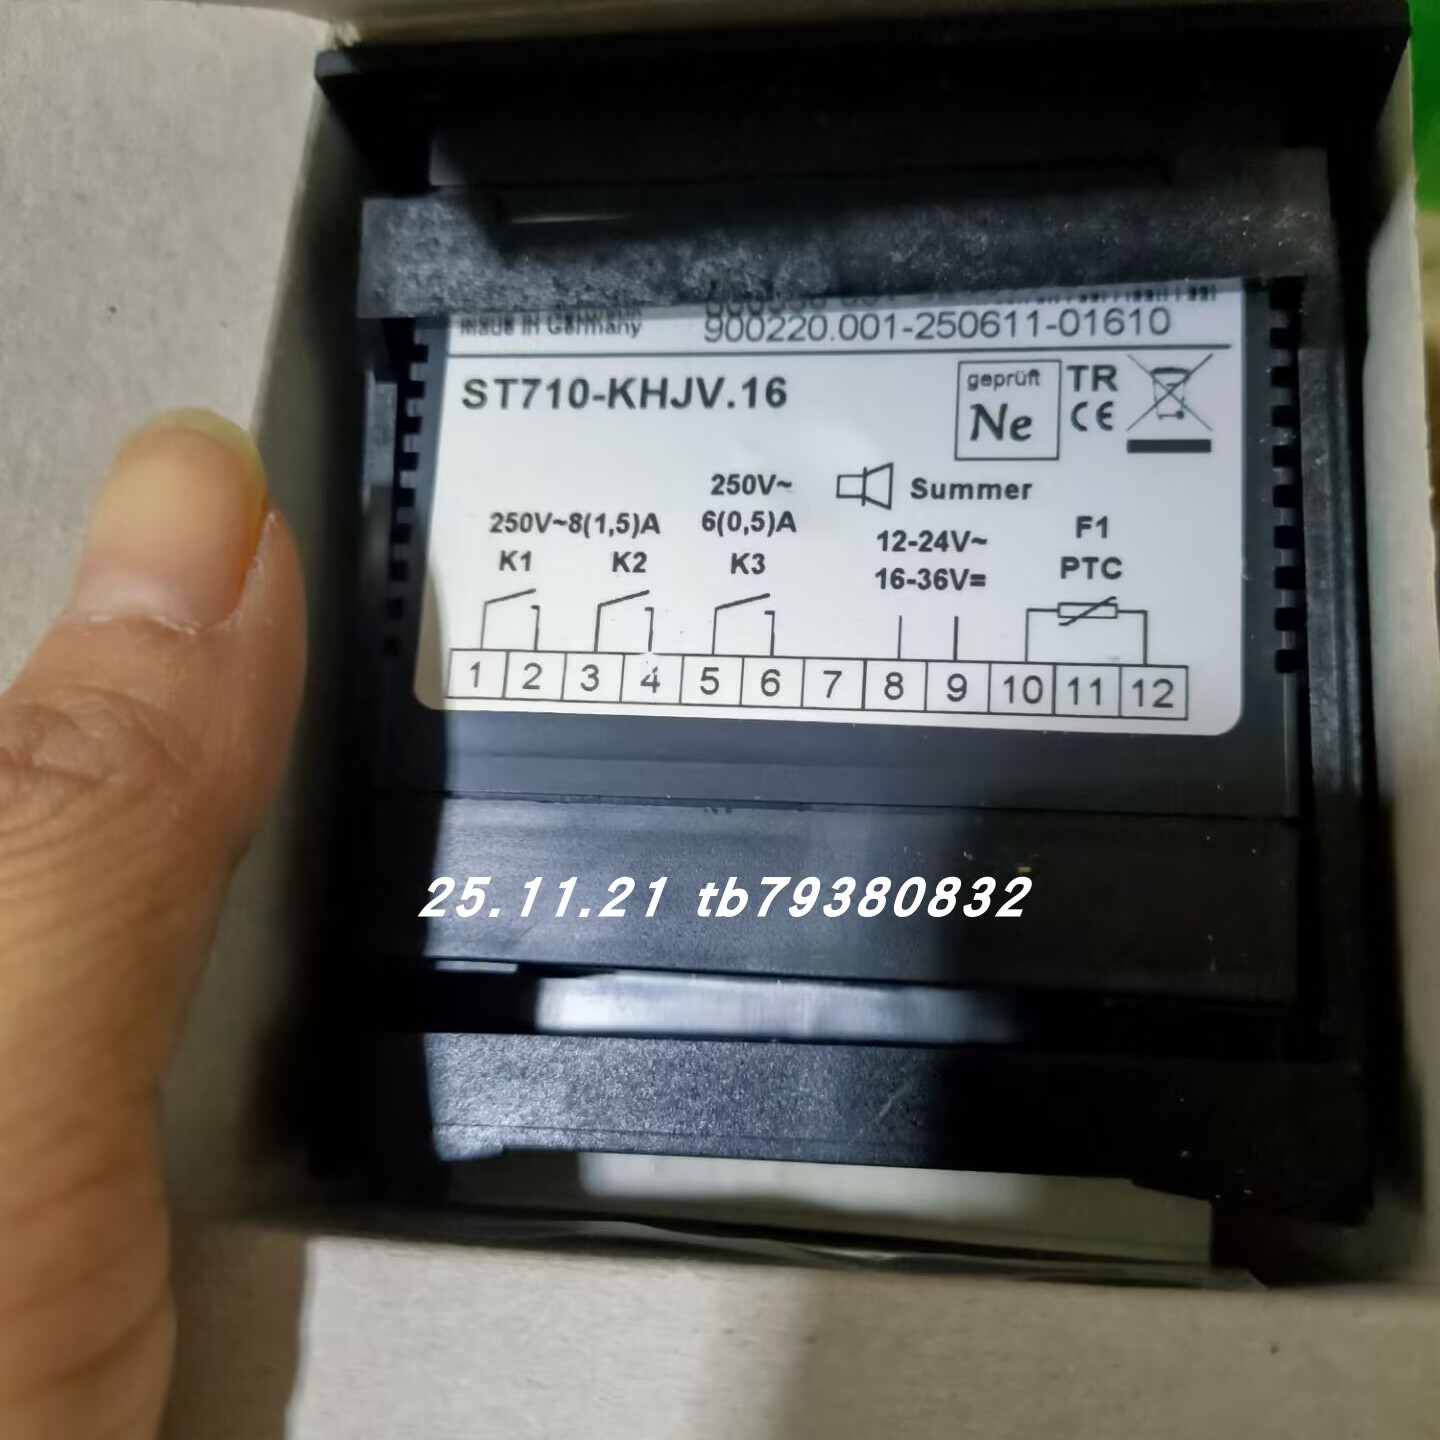 Made in Germany
900220.001-250611-01610
ST710-KHJV.16
geprüft
Ne
TR
CE
250V~
Summer
250V~8(1,5)A
6(0,5)A
12-24V~
F1
K1
K2
K3
16-36V=
PTC
1 2 3 4 5 6 7 8 9 10 11 12
25.11.21 tb79380832